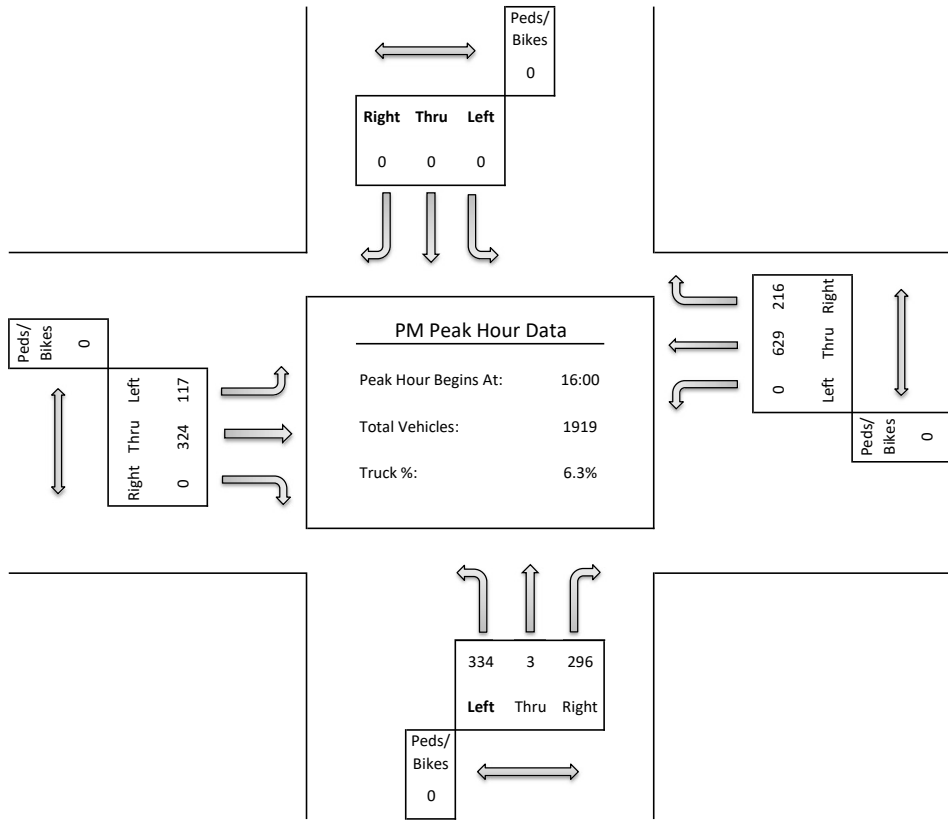 Peds/
Bikes
0
Right Thru Left
0 0 0
216 Right
629 Thru
0 Left
Peds/
Bikes
0
Peds/
Bikes
0
Left 117
Thru 324
Right 0
PM Peak Hour Data
Peak Hour Begins At: 16:00
Total Vehicles: 1919
Truck %: 6.3%
334 3 296
Left Thru Right
Peds/
Bikes
0